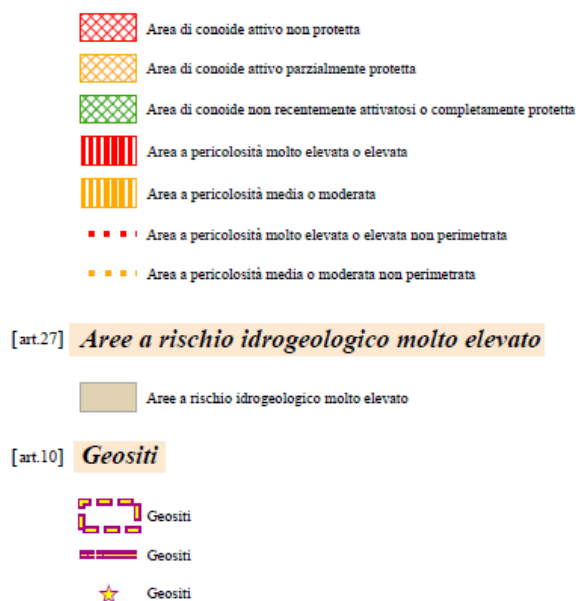 Area di conoide attivo non protetta
Area di conoide attivo parzialmente protetta
Area di conoide non recentemente attivatosi o completamente protetta
Area a pericolosità molto elevata o elevata
Area a pericolosità media o moderata
Area a pericolosità molto elevata o elevata non perimetrata
Area a pericolosità media o moderata non perimetrata
[art.27] Aree a rischio idrogeologico molto elevato
Aree a rischio idrogeologico molto elevato
[art.10] Geositi
Geositi
Geositi
Geositi